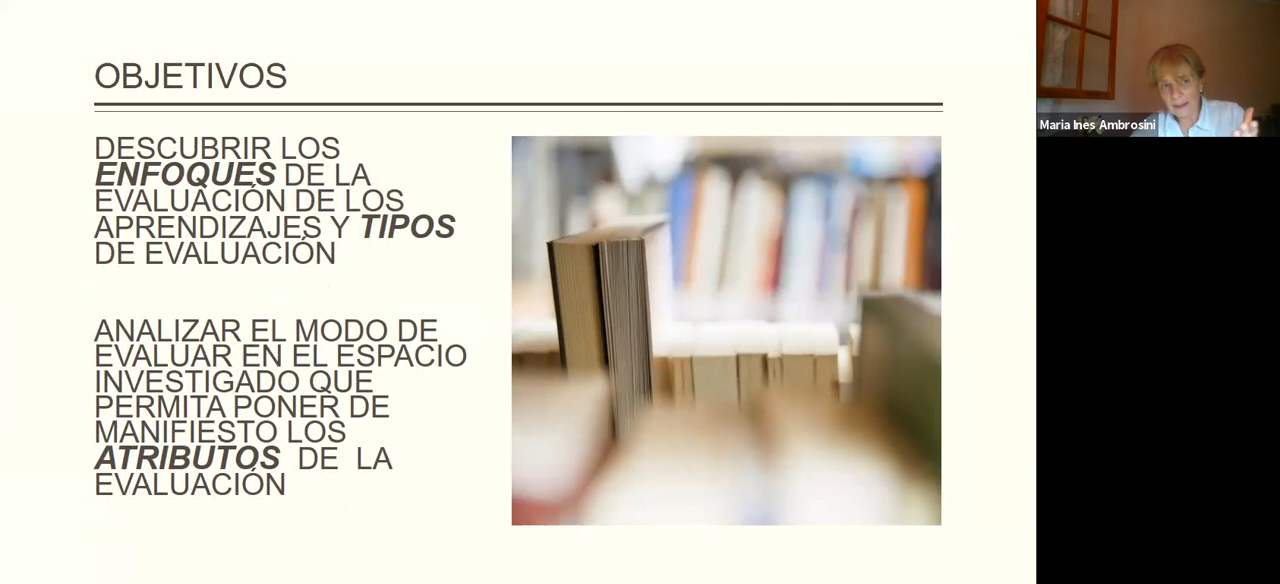 OBJETIVOS
DESCUBRIR LOS
ENFOQUES DE LA
EVALUACIÓN DE LOS
APRENDIZAJES Y TIPOS
DE EVALUACIÓN
ANALIZAR EL MODO DE
EVALUAR EN EL ESPACIO
INVESTIGADO QUE
PERMITA PONER DE
MANIFIESTO LOS
ATRIBUTOS DE LA
EVALUACIÓN
Maria Ines Ambrosini